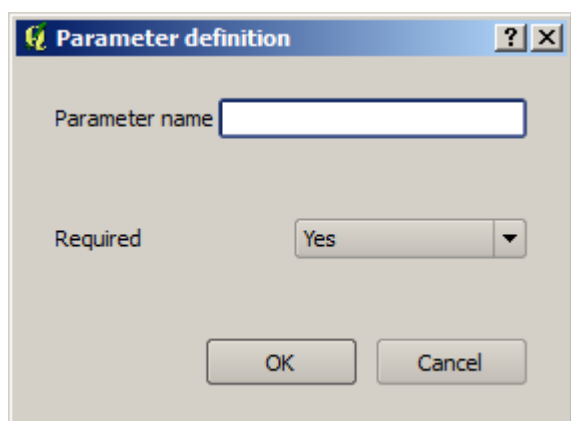 Parameter definition
Parameter name
Required Yes
OK Cancel